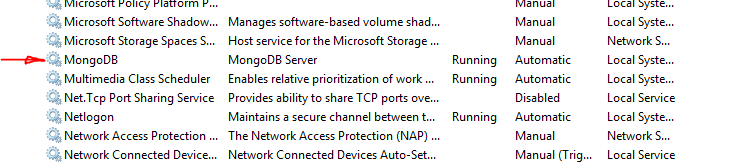 Microsoft Policy Platform P... Manual Local Syste...
Microsoft Software Shadow... Manages software-based volume shad... Manual Local Syste...
Microsoft Storage Spaces S... Host service for the Microsoft Storage ... Manual Network S...
MongoDB MongoDB Server Running Automatic Local Syste...
Multimedia Class Scheduler Enables relative prioritization of work ... Running Automatic Local Syste...
Net.Tcp Port Sharing Service Provides ability to share TCP ports ove... Disabled Local Service
Netlogon Maintains a secure channel between t... Running Automatic Local Syste...
Network Access Protection ... The Network Access Protection (NAP) ... Manual Network S...
Network Connected Devices ... Network Connected Devices Auto-Set... Manual (Trig... Local Service